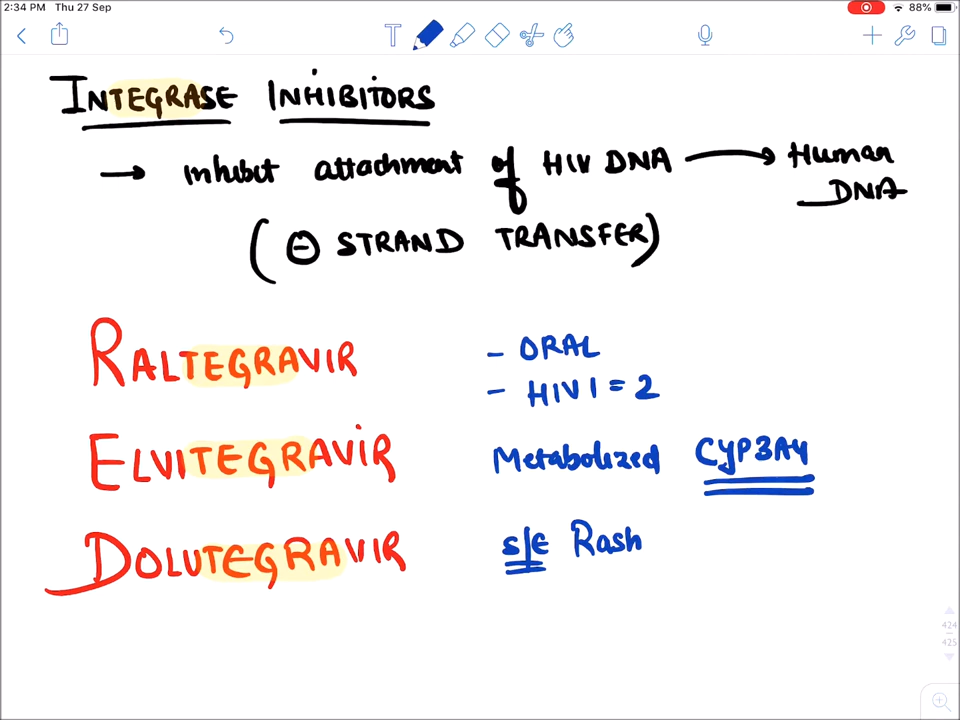 2:34 PM Thu 27 Sep 88%
T
INTEGRASE INHIBITORS
→ inhibit attachment of HIV DNA → Human
DNA
(⊖ STRAND TRANSFER)
RALTEGRAVIR - ORAL
- HIV 1 = 2
ELVITEGRAVIR Metabolized CYP3A4
DOLUTEGRAVIR s/e Rash
424
425